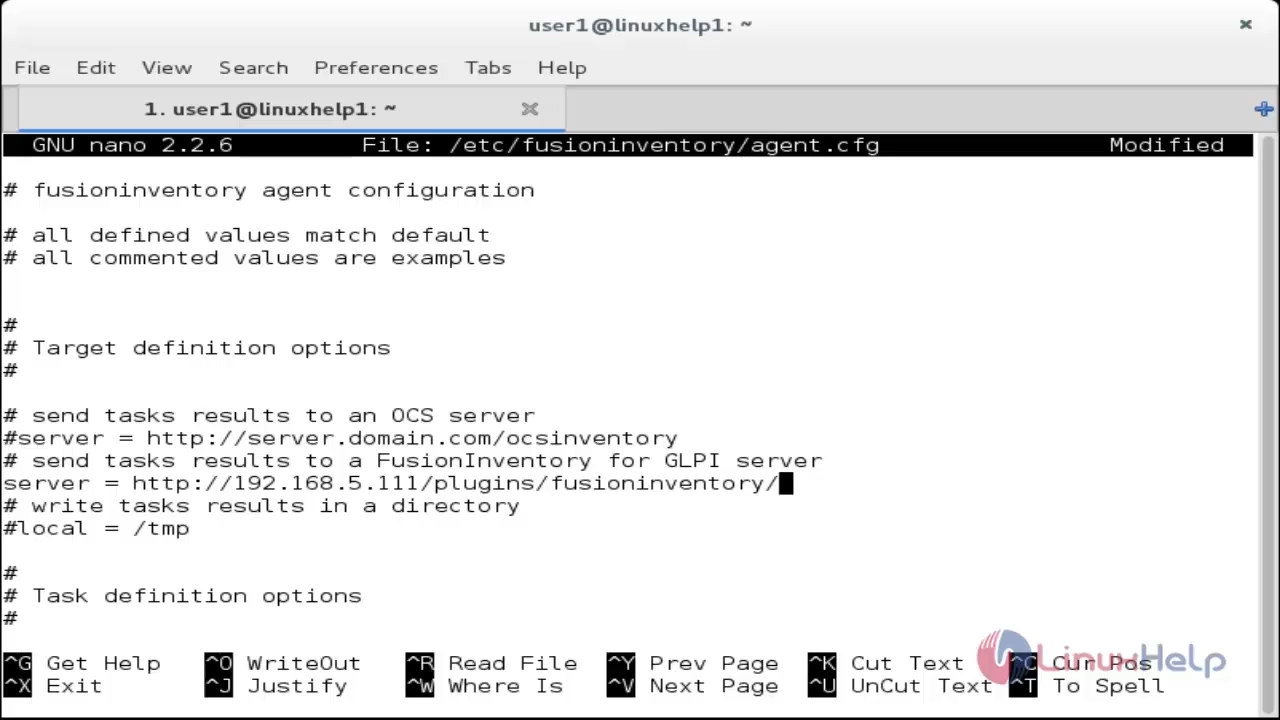 user1@linuxhelp1: ~
File Edit View Search Preferences Tabs Help
1. user1@linuxhelp1: ~
GNU nano 2.2.6 File: /etc/fusioninventory/agent.cfg Modified
# fusioninventory agent configuration
# all defined values match default
# all commented values are examples
#
# Target definition options
#
# send tasks results to an OCS server
#server = http://server.domain.com/ocsinventory
# send tasks results to a FusionInventory for GLPI server
server = http://192.168.5.111/plugins/fusioninventory/
# write tasks results in a directory
#local = /tmp
#
# Task definition options
#
^G Get Help ^O WriteOut ^R Read File ^Y Prev Page ^K Cut Text ^C Cur Pos
^X Exit ^J Justify ^W Where Is ^V Next Page ^U UnCut Text ^T To Spell
LinuxHelp